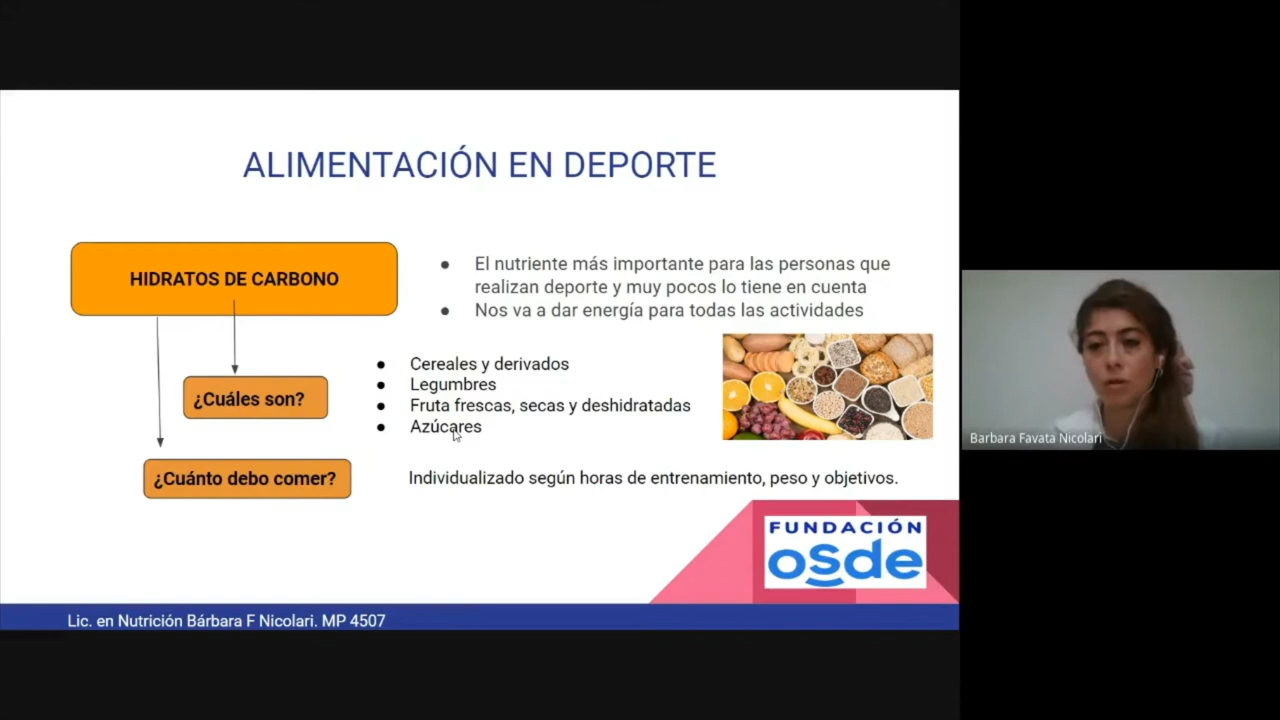 ALIMENTACIÓN EN DEPORTE
HIDRATOS DE CARBONO
● El nutriente más importante para las personas que
realizan deporte y muy pocos lo tiene en cuenta
● Nos va a dar energía para todas las actividades
¿Cuáles son?
● Cereales y derivados
● Legumbres
● Fruta frescas, secas y deshidratadas
● Azúcares
¿Cuánto debo comer?
Individualizado según horas de entrenamiento, peso y objetivos.
FUNDACIÓN
osde
Lic. en Nutrición Bárbara F Nicolari. MP 4507
Barbara Favata Nicolari